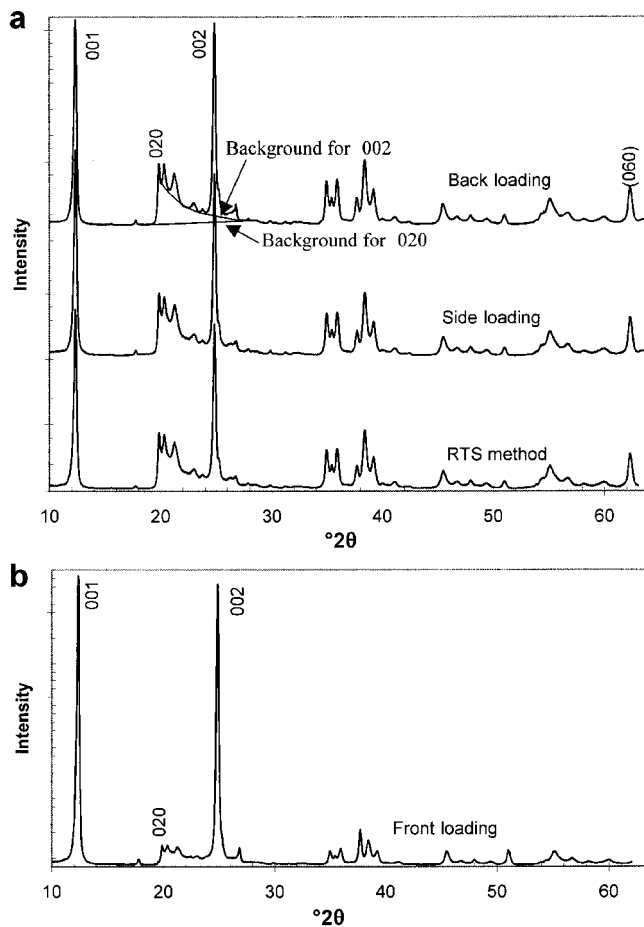 a
001
002
020
Background for 002
(060)
Back loading
Background for 020
Intensity
Side loading
RTS method
10 20 30 40 50 60
°2θ
b
001
002
Intensity
020
Front loading
10 20 30 40 50 60
°2θ